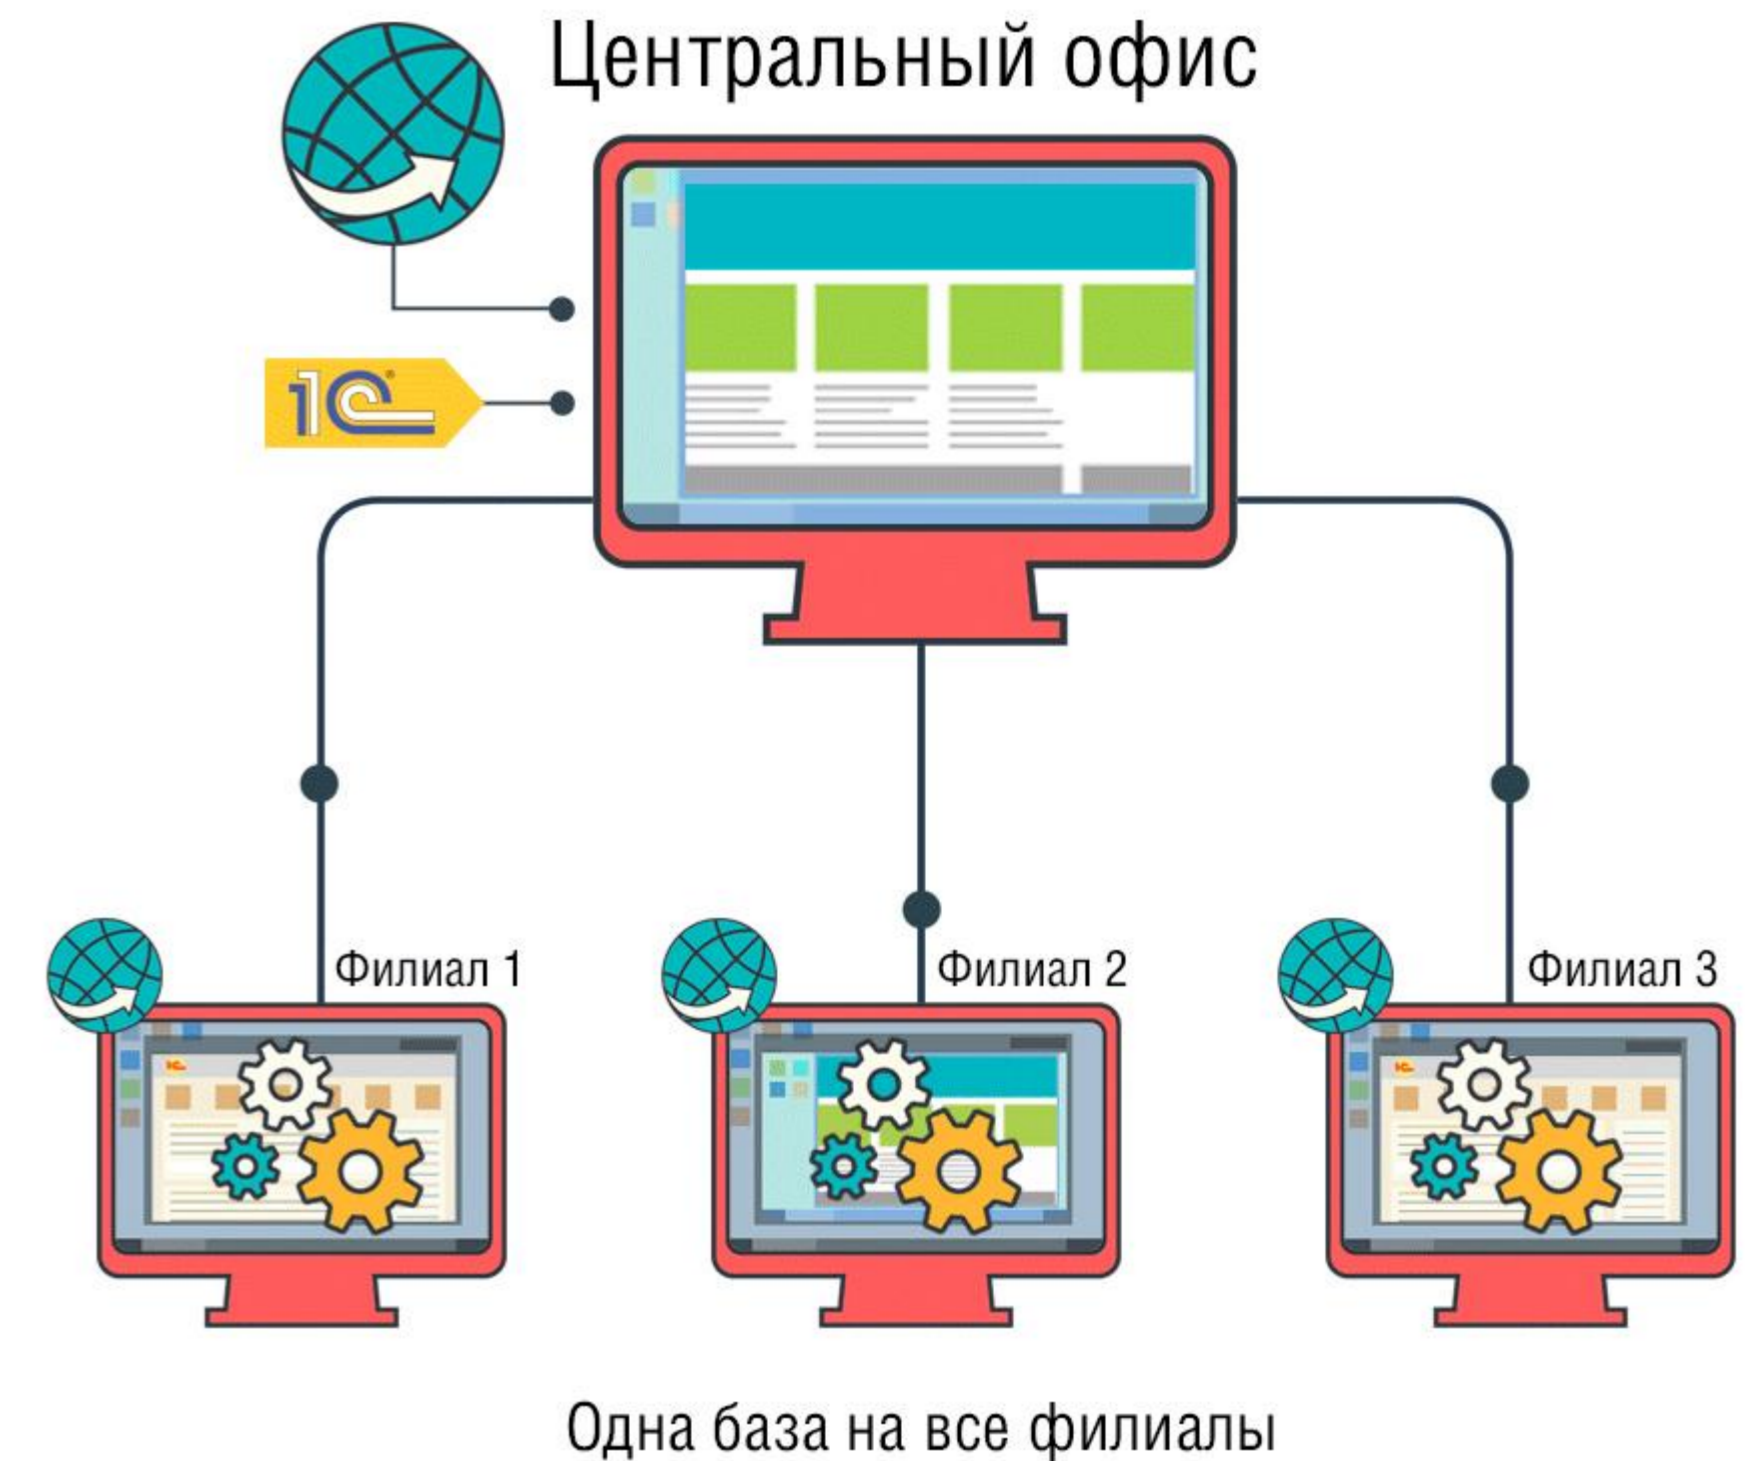 Центральный офис
1С
Филиал 1
Филиал 2
Филиал 3
Одна база на все филиалы